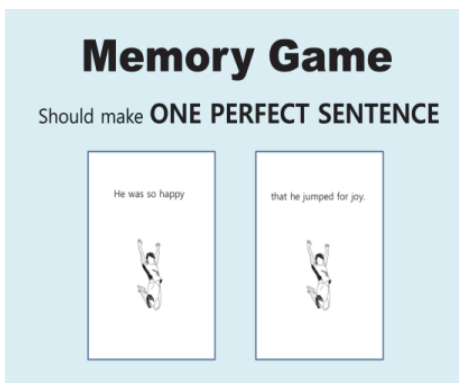 Memory Game
Should make ONE PERFECT SENTENCE
He was so happy
that he jumped for joy.